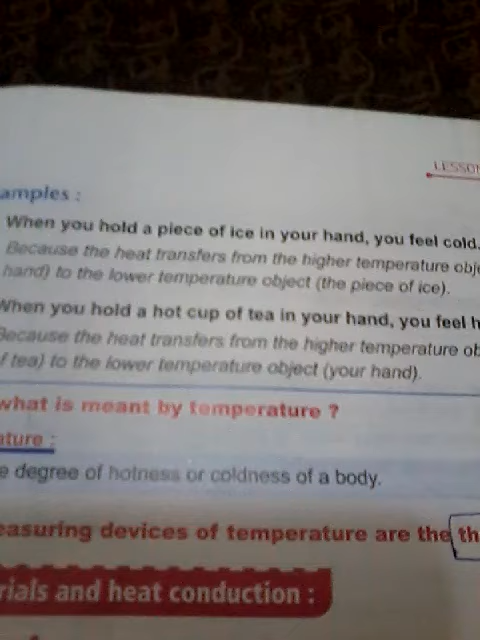 LESSON
amples :
When you hold a piece of ice in your hand, you feel cold.
Because the heat transfers from the higher temperature obj
hand) to the lower temperature object (the piece of ice).
When you hold a hot cup of tea in your hand, you feel h
Because the heat transfers from the higher temperature ob
f tea) to the lower temperature object (your hand).
what is meant by temperature ?
ature :
e degree of hotness or coldness of a body.
easuring devices of temperature are the th
rials and heat conduction :